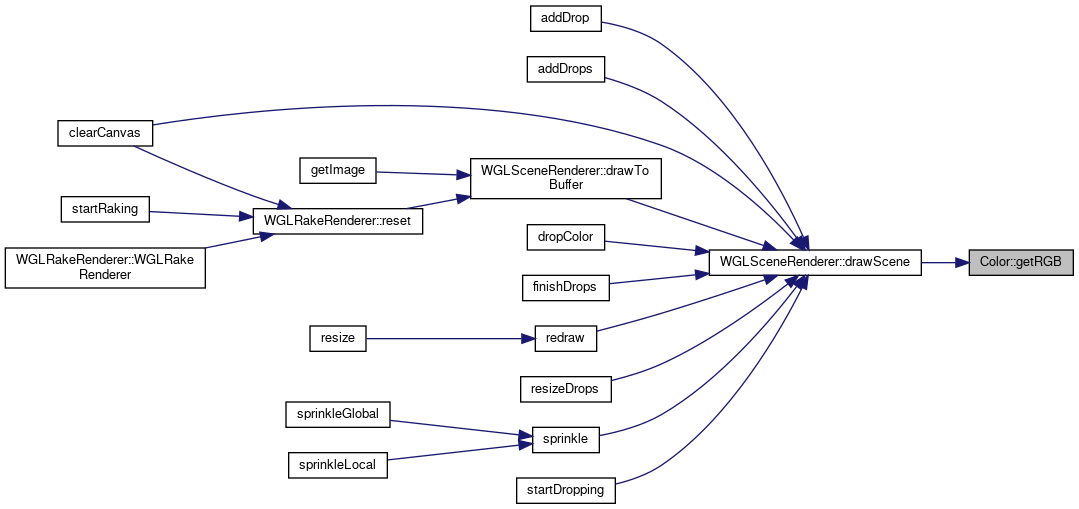 addDrop
addDrops
clearCanvas
getImage
WGLSceneRenderer::drawTo
Buffer
startRaking
WGLRakeRenderer::reset
dropColor
WGLRakeRenderer::WGLRake
Renderer
WGLSceneRenderer::drawScene
Color::getRGB
finishDrops
resize
redraw
resizeDrops
sprinkleGlobal
sprinkle
sprinkleLocal
startDropping